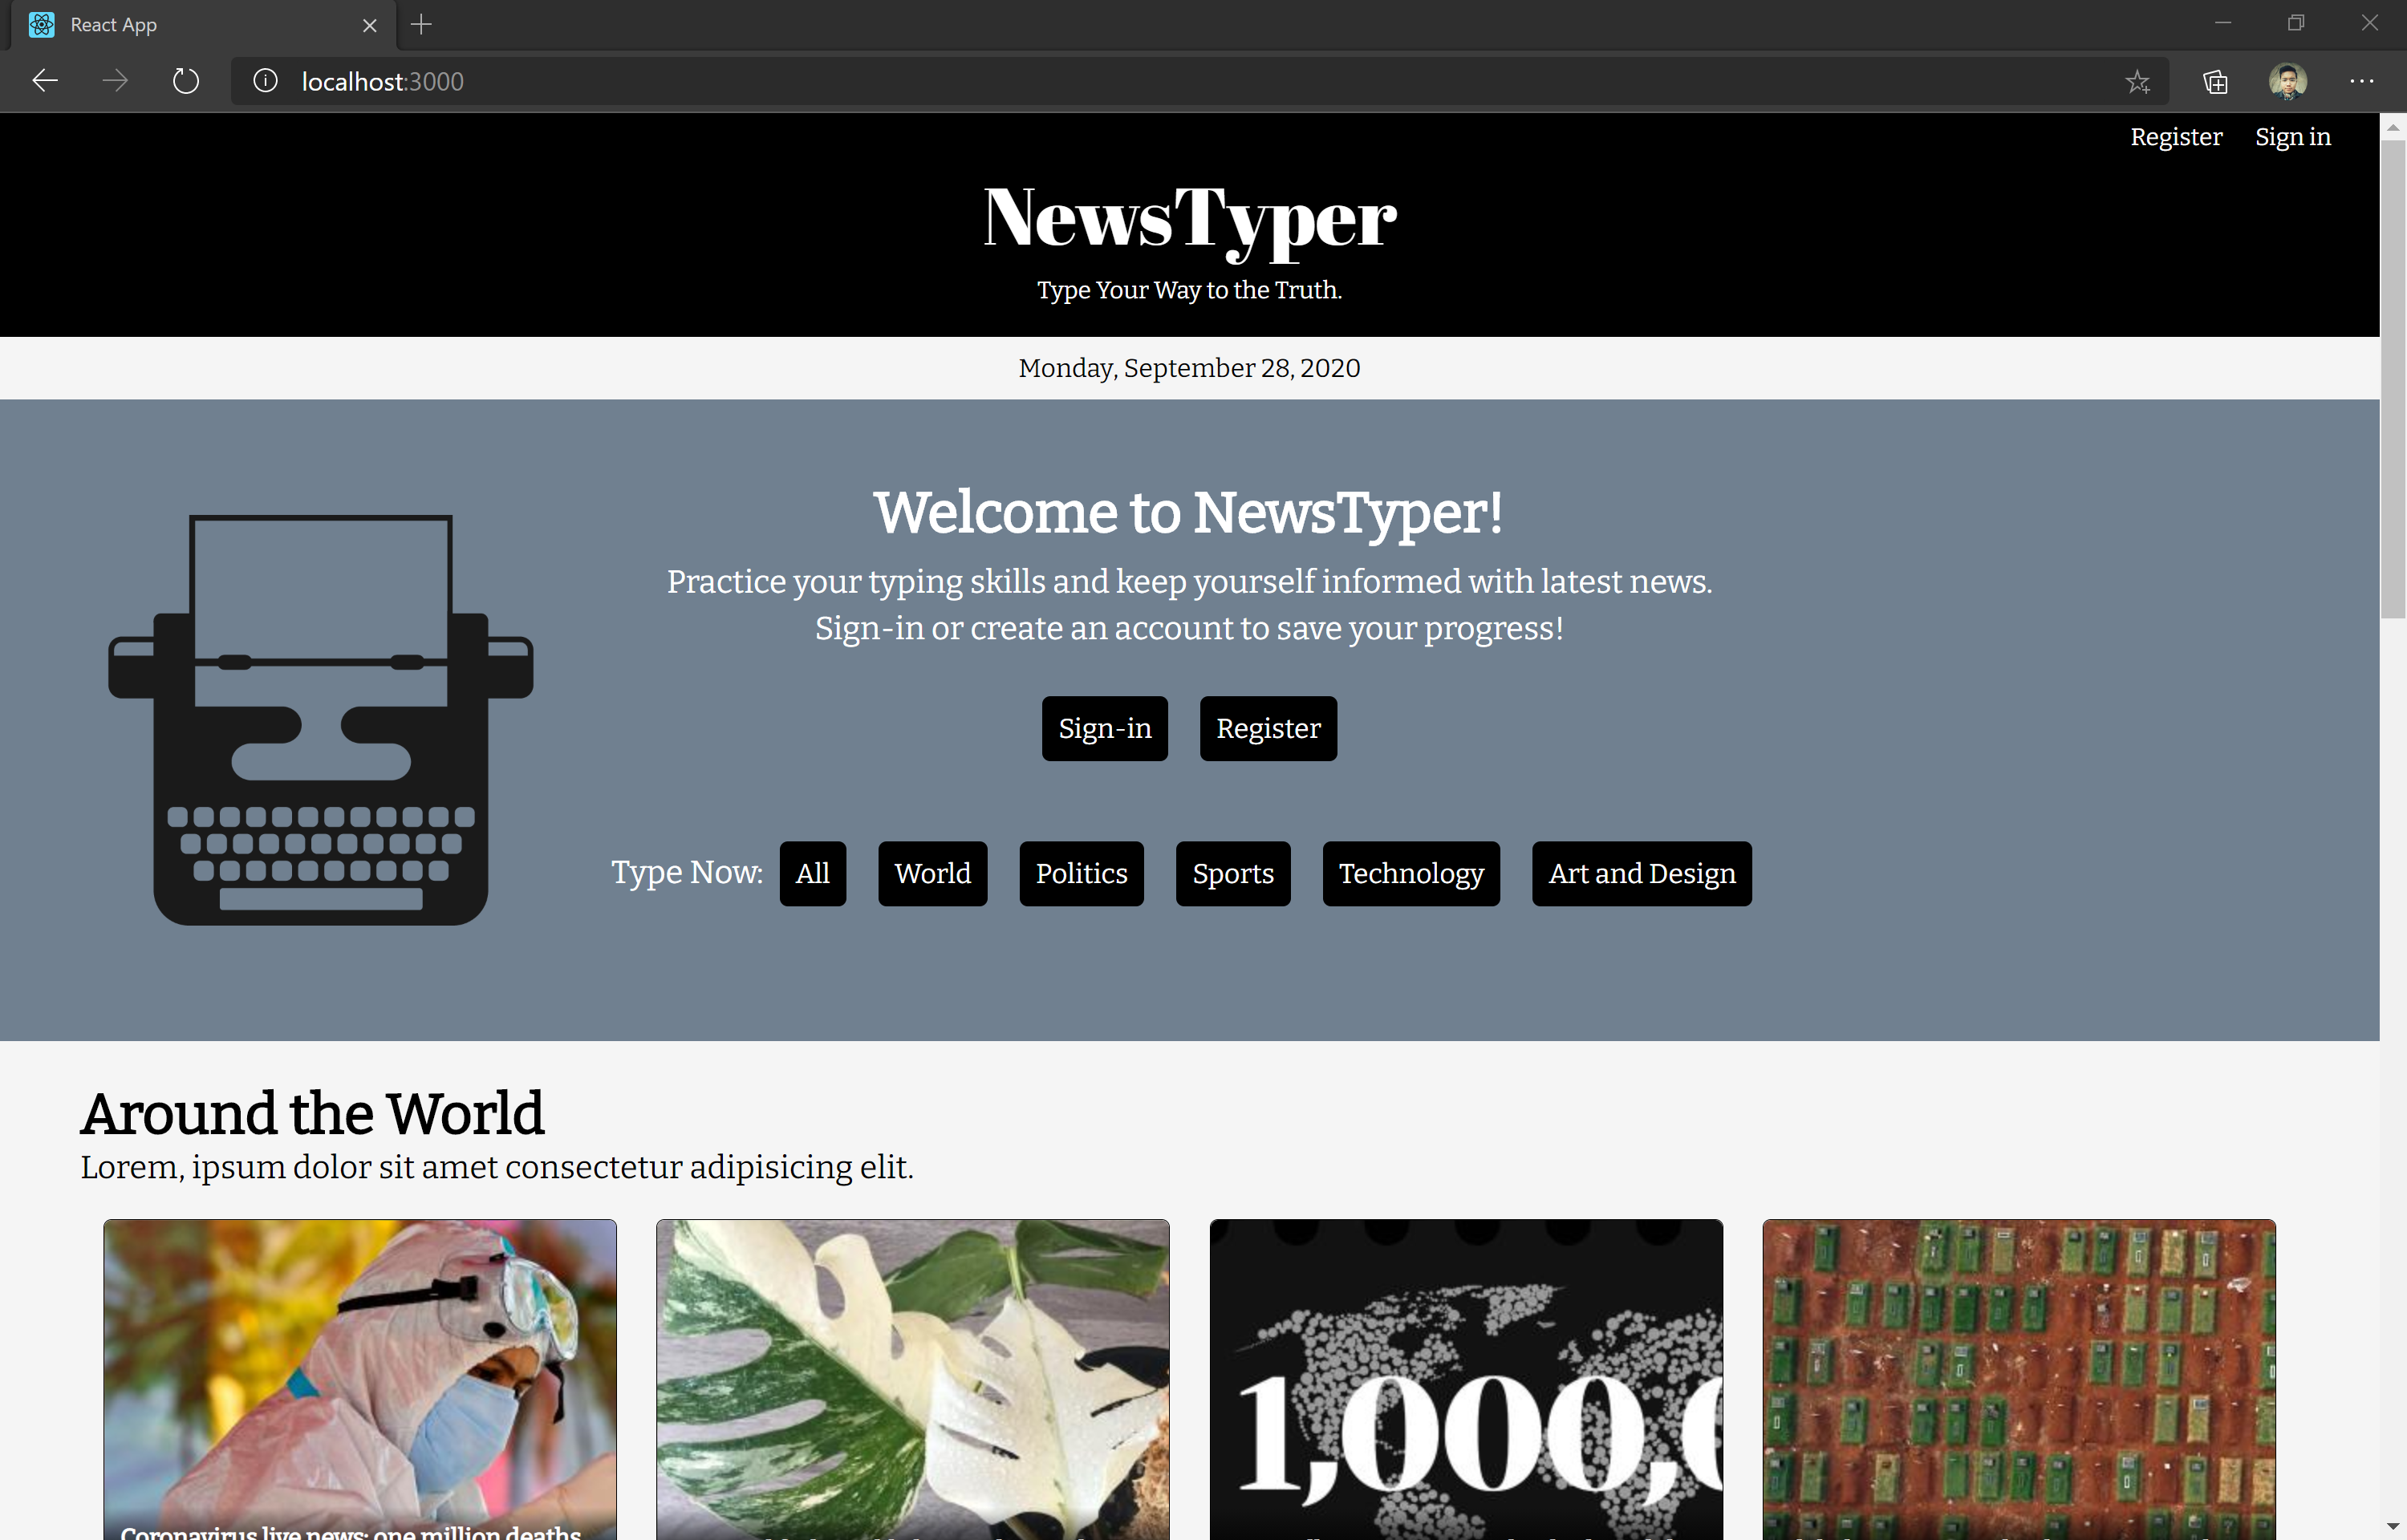 React App
localhost:3000
Register Sign in
NewsTyper
Type Your Way to the Truth.
Monday, September 28, 2020
Welcome to NewsTyper!
Practice your typing skills and keep yourself informed with latest news.
Sign-in or create an account to save your progress!
Sign-in Register
Type Now: All World Politics Sports Technology Art and Design
Around the World
Lorem, ipsum dolor sit amet consectetur adipisicing elit.
1,000,
Coronavirus live news: one million deaths